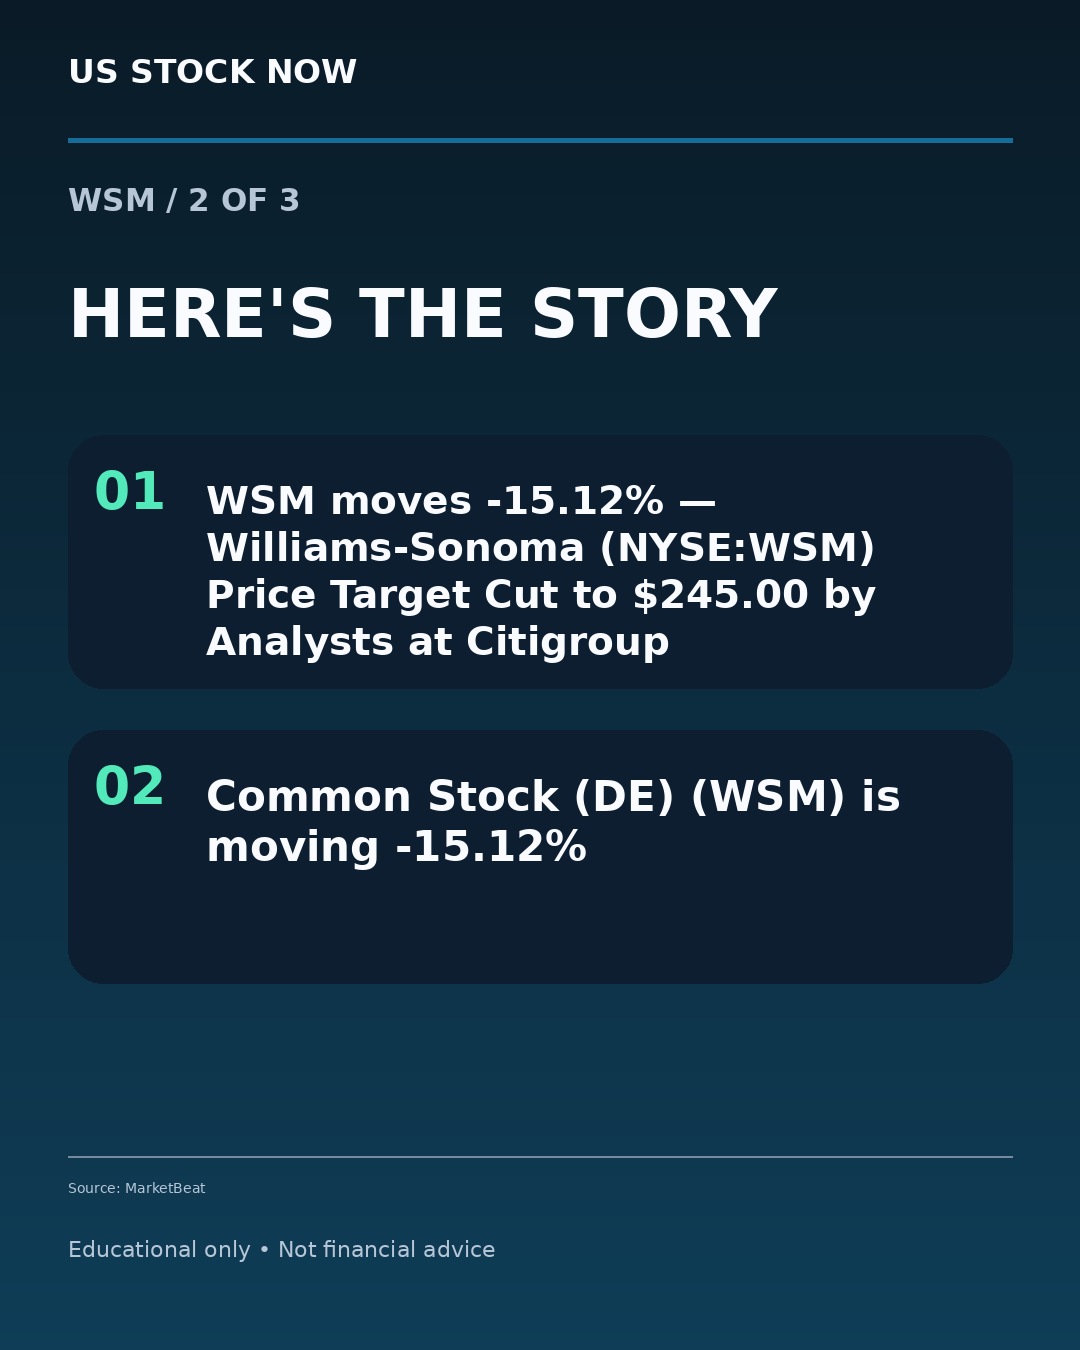 US STOCK NOW
WSM / 2 OF 3
HERE'S THE STORY
01
WSM moves -15.12% —
Williams-Sonoma (NYSE:WSM)
Price Target Cut to $245.00 by
Analysts at Citigroup
02
Common Stock (DE) (WSM) is
moving -15.12%
Source: MarketBeat
Educational only • Not financial advice